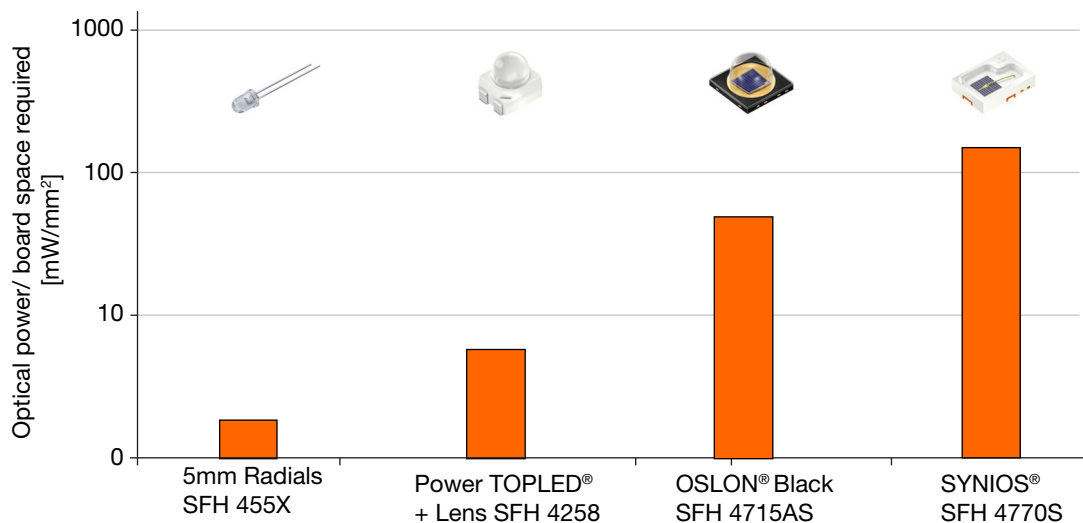 Optical power/ board space required
[mW/mm²]
1000
100
10
0
5mm Radials
SFH 455X
Power TOPLED®
+ Lens SFH 4258
OSLON® Black
SFH 4715AS
SYNIOS®
SFH 4770S